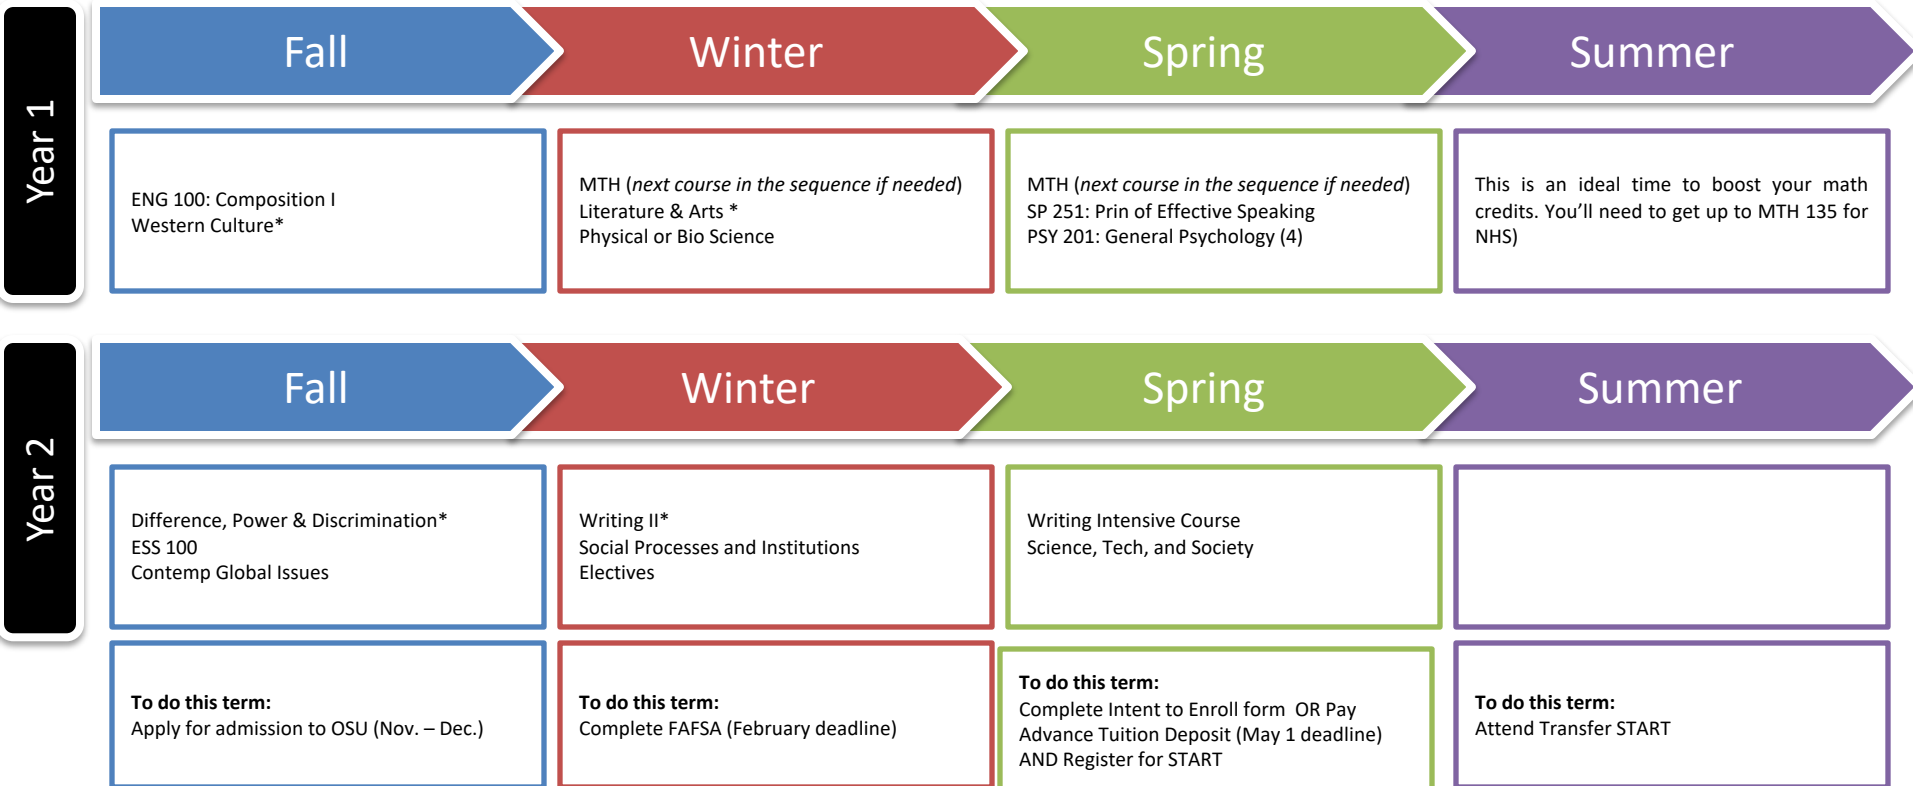 Year 1
Fall
Winter
Spring
Summer
ENG 100: Composition I
Western Culture*
MTH (next course in the sequence if needed)
Literature & Arts *
Physical or Bio Science
MTH (next course in the sequence if needed)
SP 251: Prin of Effective Speaking
PSY 201: General Psychology (4)
This is an ideal time to boost your math
credits. You’ll need to get up to MTH 135 for
NHS)
Year 2
Fall
Winter
Spring
Summer
Difference, Power & Discrimination*
ESS 100
Contemp Global Issues
Writing II*
Social Processes and Institutions
Electives
Writing Intensive Course
Science, Tech, and Society
To do this term:
Apply for admission to OSU (Nov. – Dec.)
To do this term:
Complete FAFSA (February deadline)
To do this term:
Complete Intent to Enroll form  OR Pay
Advance Tuition Deposit (May 1 deadline)
AND Register for START
To do this term:
Attend Transfer START